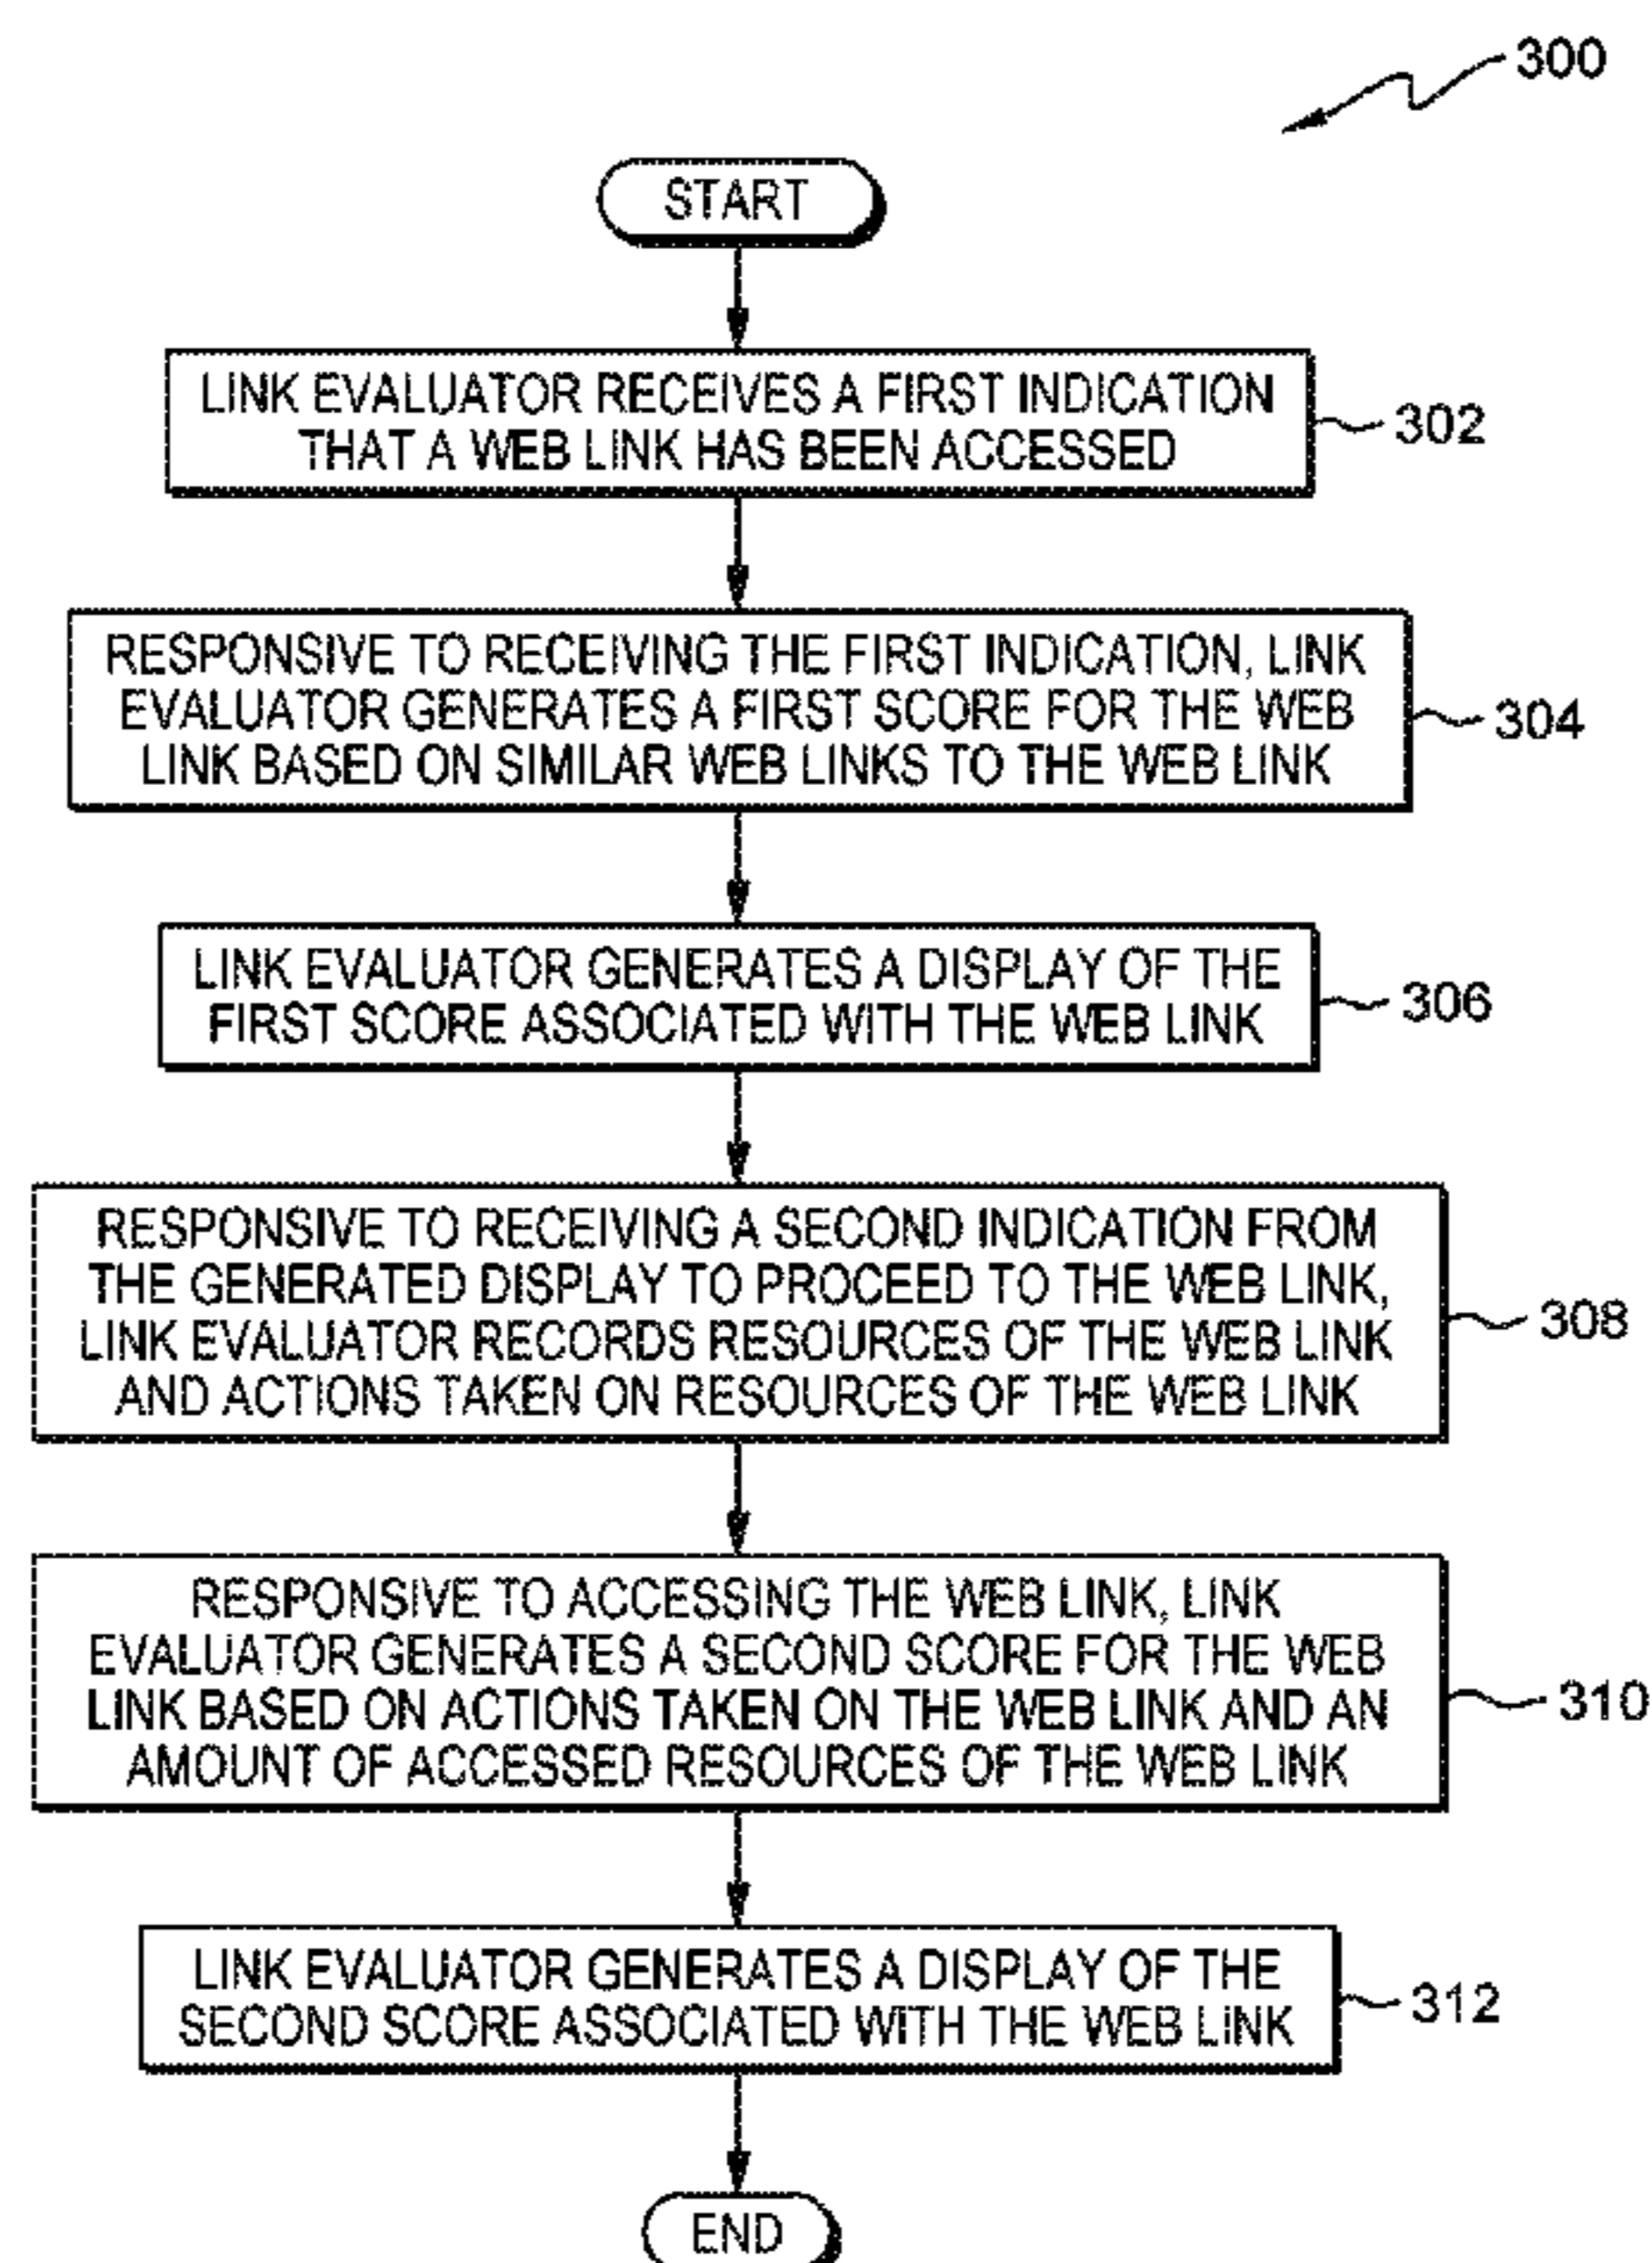 300
START
LINK EVALUATOR RECEIVES A FIRST INDICATION
THAT A WEB LINK HAS BEEN ACCESSED
302
RESPONSIVE TO RECEIVING THE FIRST INDICATION, LINK
EVALUATOR GENERATES A FIRST SCORE FOR THE WEB
LINK BASED ON SIMILAR WEB LINKS TO THE WEB LINK
304
LINK EVALUATOR GENERATES A DISPLAY OF THE
FIRST SCORE ASSOCIATED WITH THE WEB LINK
306
RESPONSIVE TO RECEIVING A SECOND INDICATION FROM
THE GENERATED DISPLAY TO PROCEED TO THE WEB LINK,
LINK EVALUATOR RECORDS RESOURCES OF THE WEB LINK
AND ACTIONS TAKEN ON RESOURCES OF THE WEB LINK
308
RESPONSIVE TO ACCESSING THE WEB LINK, LINK
EVALUATOR GENERATES A SECOND SCORE FOR THE WEB
LINK BASED ON ACTIONS TAKEN ON THE WEB LINK AND AN
AMOUNT OF ACCESSED RESOURCES OF THE WEB LINK
310
LINK EVALUATOR GENERATES A DISPLAY OF THE
SECOND SCORE ASSOCIATED WITH THE WEB LINK
312
END